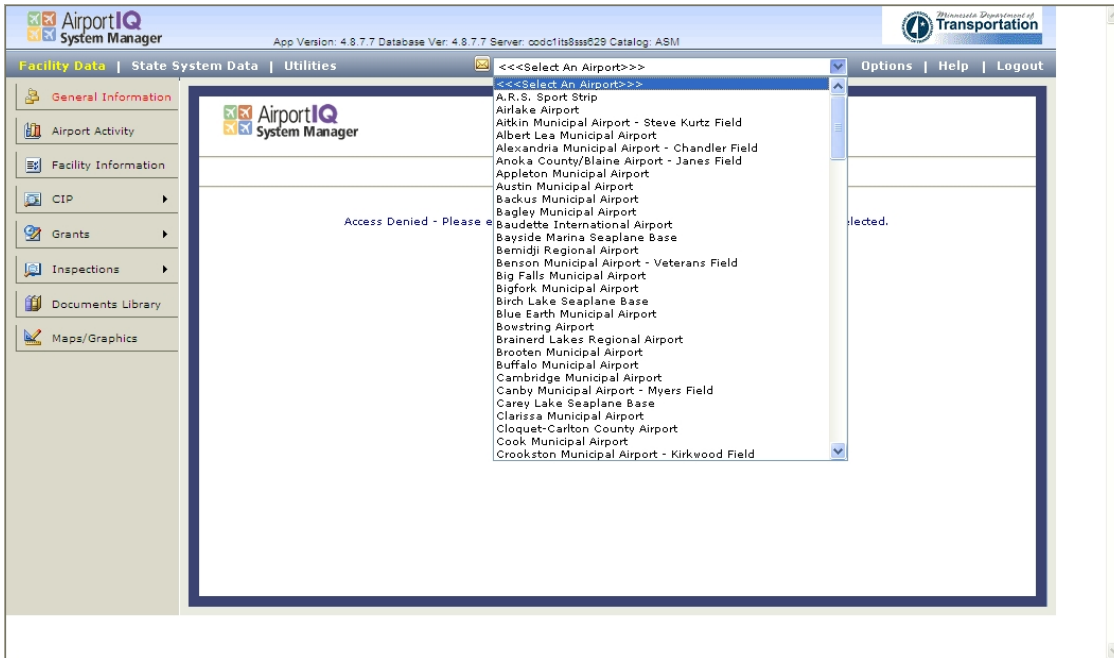 AirportIQ
System Manager
App Version: 4.8.7.7 Database Ver: 4.8.7.7 Server: codc1its8sss629 Catalog: ASM
Minnesota Department of
Transportation
Facility Data | State System Data | Utilities
<<<Select An Airport>>>
Options | Help | Logout
General Information
Airport Activity
Facility Information
CIP
Grants
Inspections
Documents Library
Maps/Graphics
AirportIQ
System Manager
Access Denied - Please e
elected.
<<<Select An Airport>>>
A.R.S. Sport Strip
Airlake Airport
Aitkin Municipal Airport - Steve Kurtz Field
Albert Lea Municipal Airport
Alexandria Municipal Airport - Chandler Field
Anoka County/Blaine Airport - Janes Field
Appleton Municipal Airport
Austin Municipal Airport
Backus Municipal Airport
Bagley Municipal Airport
Baudette International Airport
Bayside Marina Seaplane Base
Bemidji Regional Airport
Benson Municipal Airport - Veterans Field
Big Falls Municipal Airport
Bigfork Municipal Airport
Birch Lake Seaplane Base
Blue Earth Municipal Airport
Bowstring Airport
Brainerd Lakes Regional Airport
Brooten Municipal Airport
Buffalo Municipal Airport
Cambridge Municipal Airport
Canby Municipal Airport - Myers Field
Carey Lake Seaplane Base
Clarissa Municipal Airport
Cloquet-Carlton County Airport
Cook Municipal Airport
Crookston Municipal Airport - Kirkwood Field